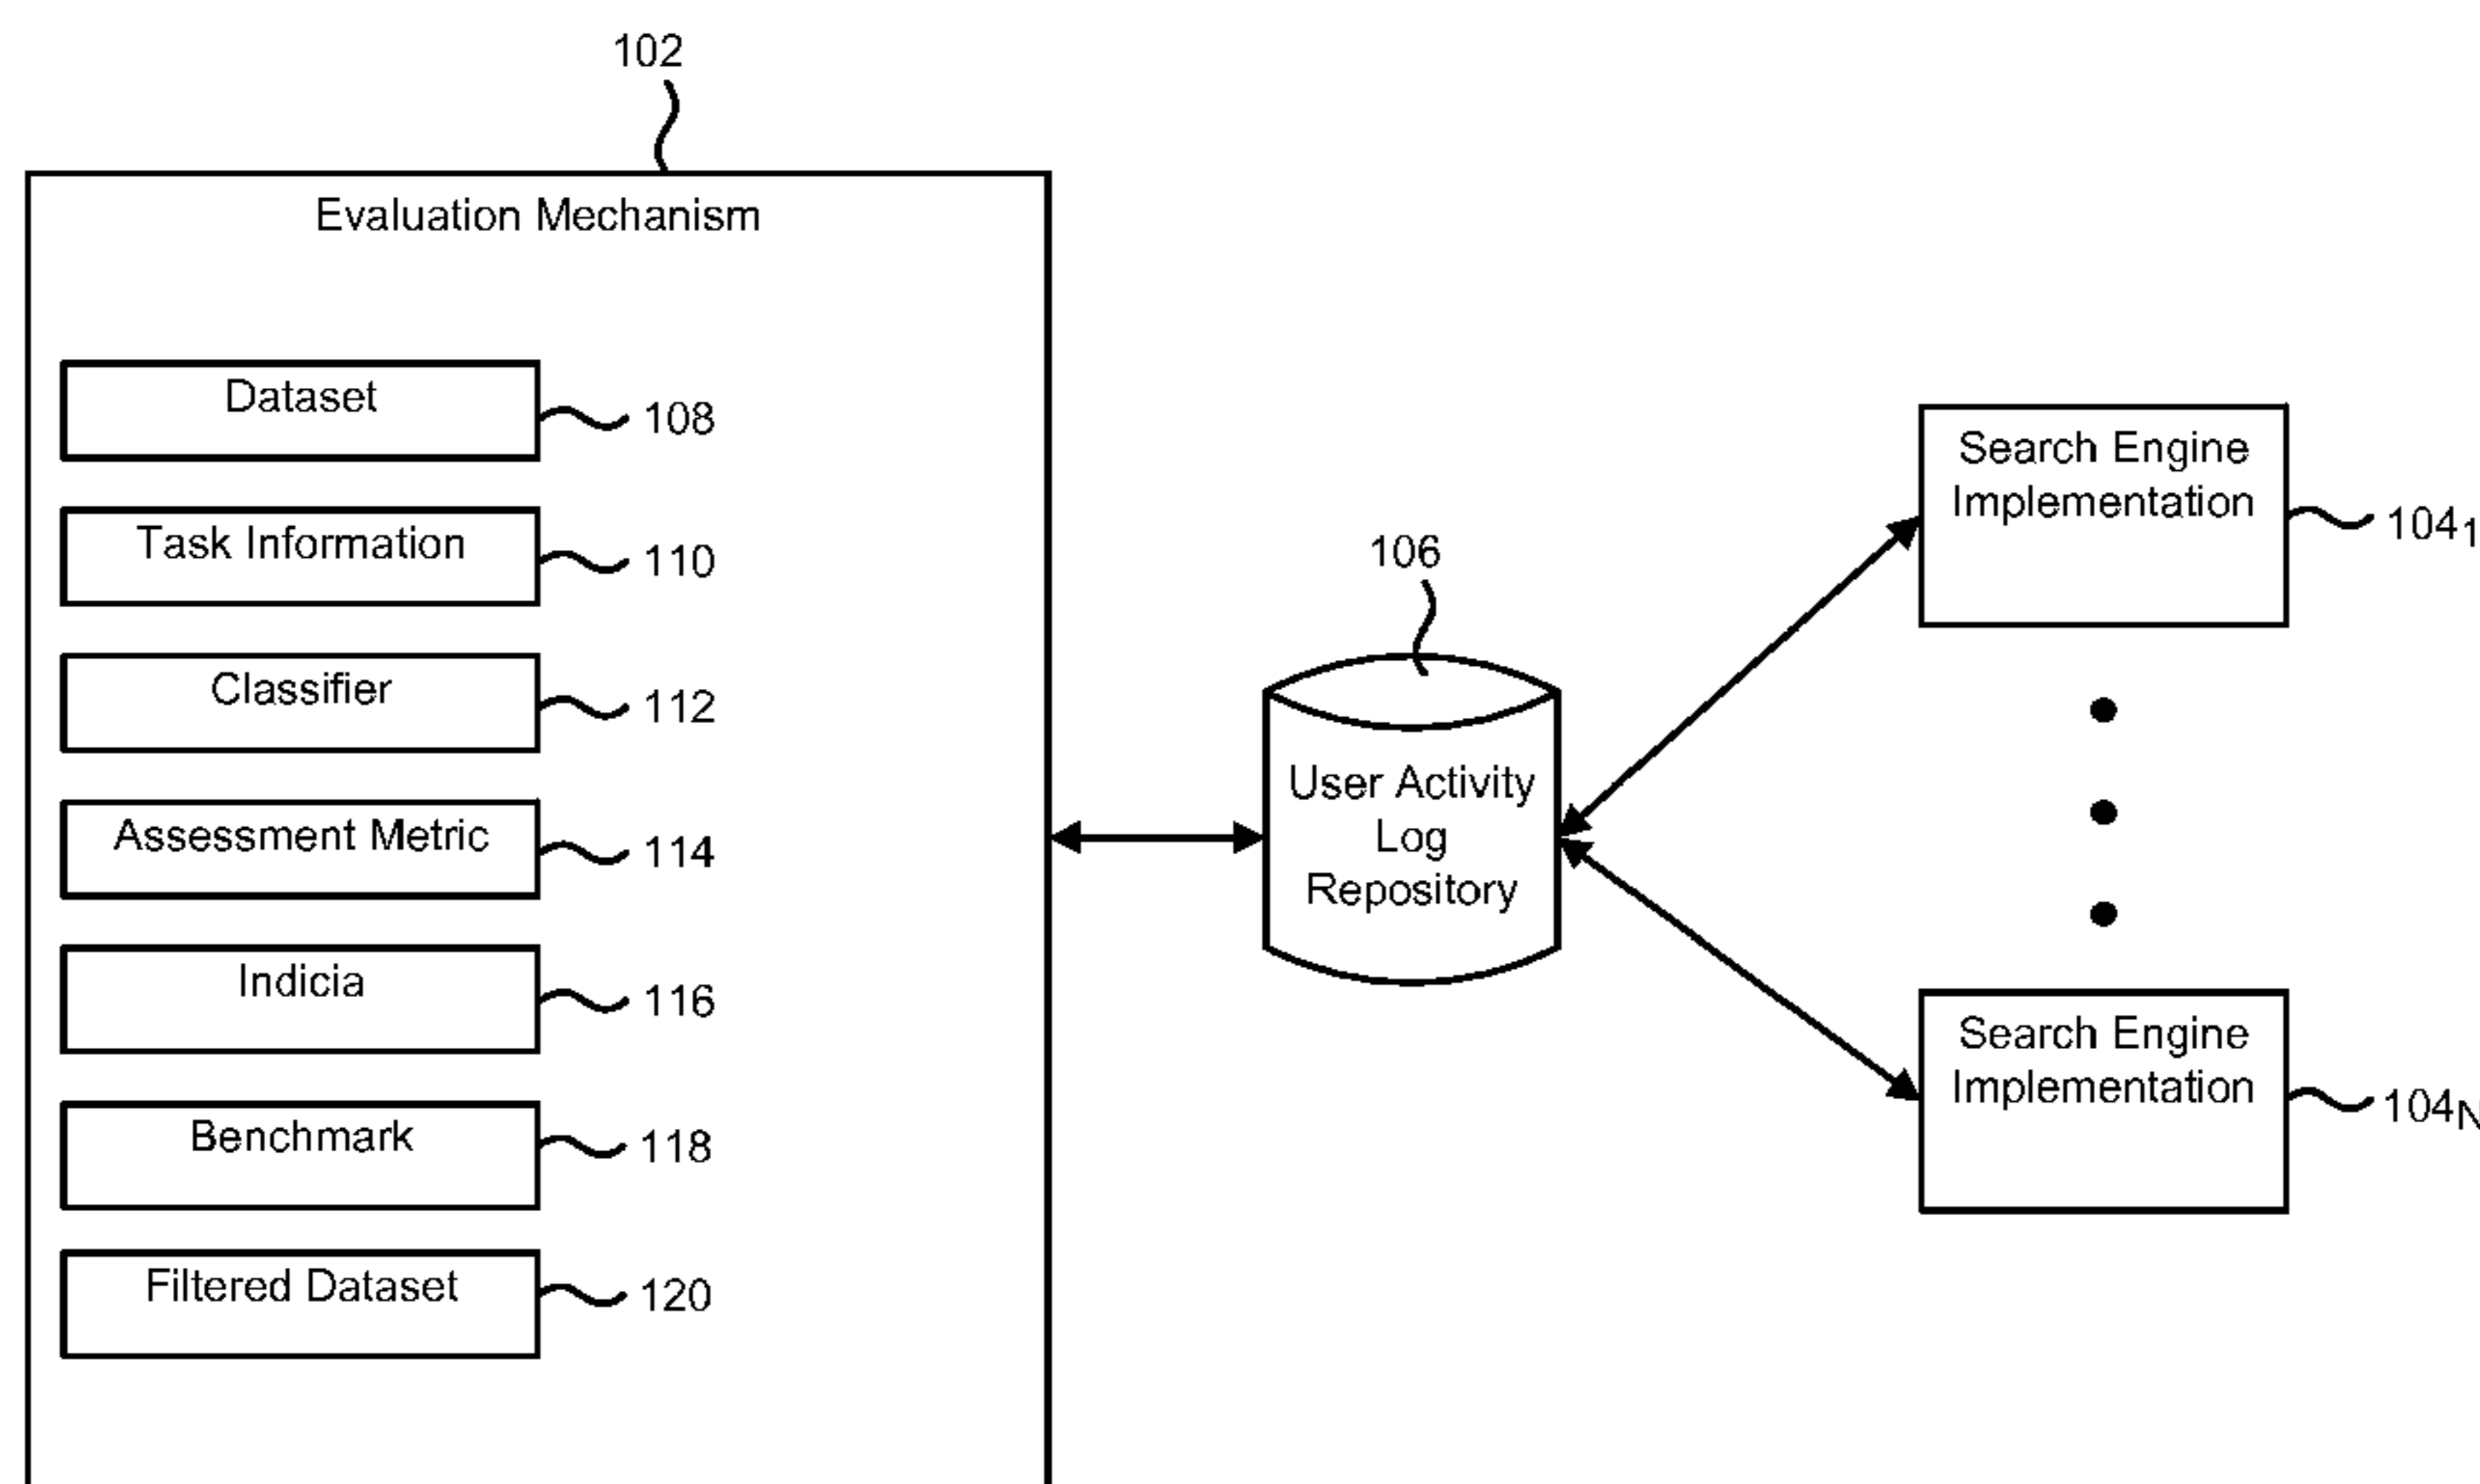 102
Evaluation Mechanism
Dataset
108
Task Information
110
Classifier
112
Assessment Metric
114
Indicia
116
Benchmark
118
Filtered Dataset
120
106
User Activity
Log
Repository
Search Engine
Implementation
104₁
Search Engine
Implementation
104N